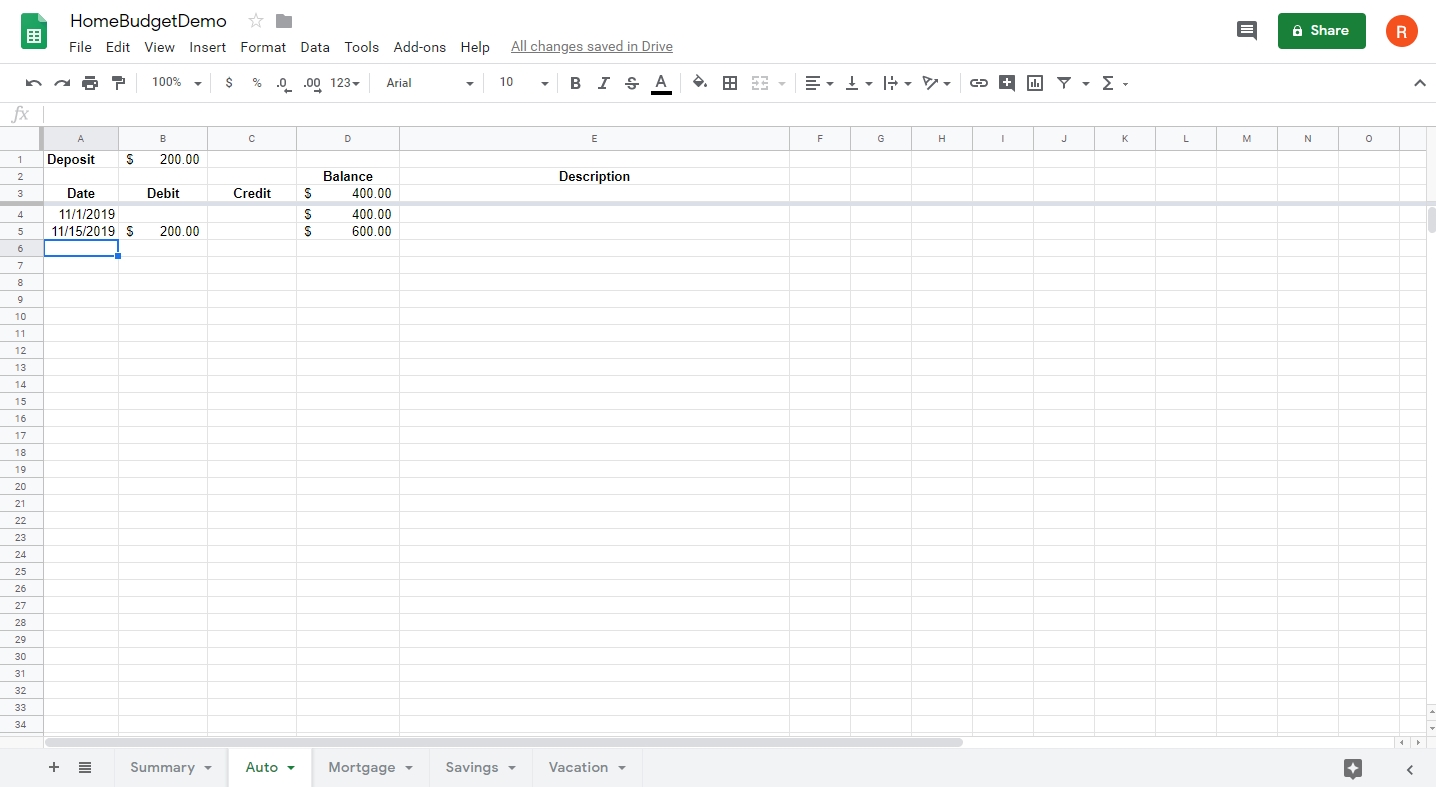 HomeBudgetDemo
File Edit View Insert Format Data Tools Add-ons Help All changes saved in Drive
Share
R
100% $ % .0 .00 123 Arial 10 B I S A Σ
fx
A B C D E F G H I J K L M N O
1 Deposit $ 200.00
2 Balance Description
3 Date Debit Credit $ 400.00
4 11/1/2019 $ 400.00
5 11/15/2019 $ 200.00 $ 600.00
6
7
8
9
10
11
12
13
14
15
16
17
18
19
20
21
22
23
24
25
26
27
28
29
30
31
32
33
34
Summary Auto Mortgage Savings Vacation